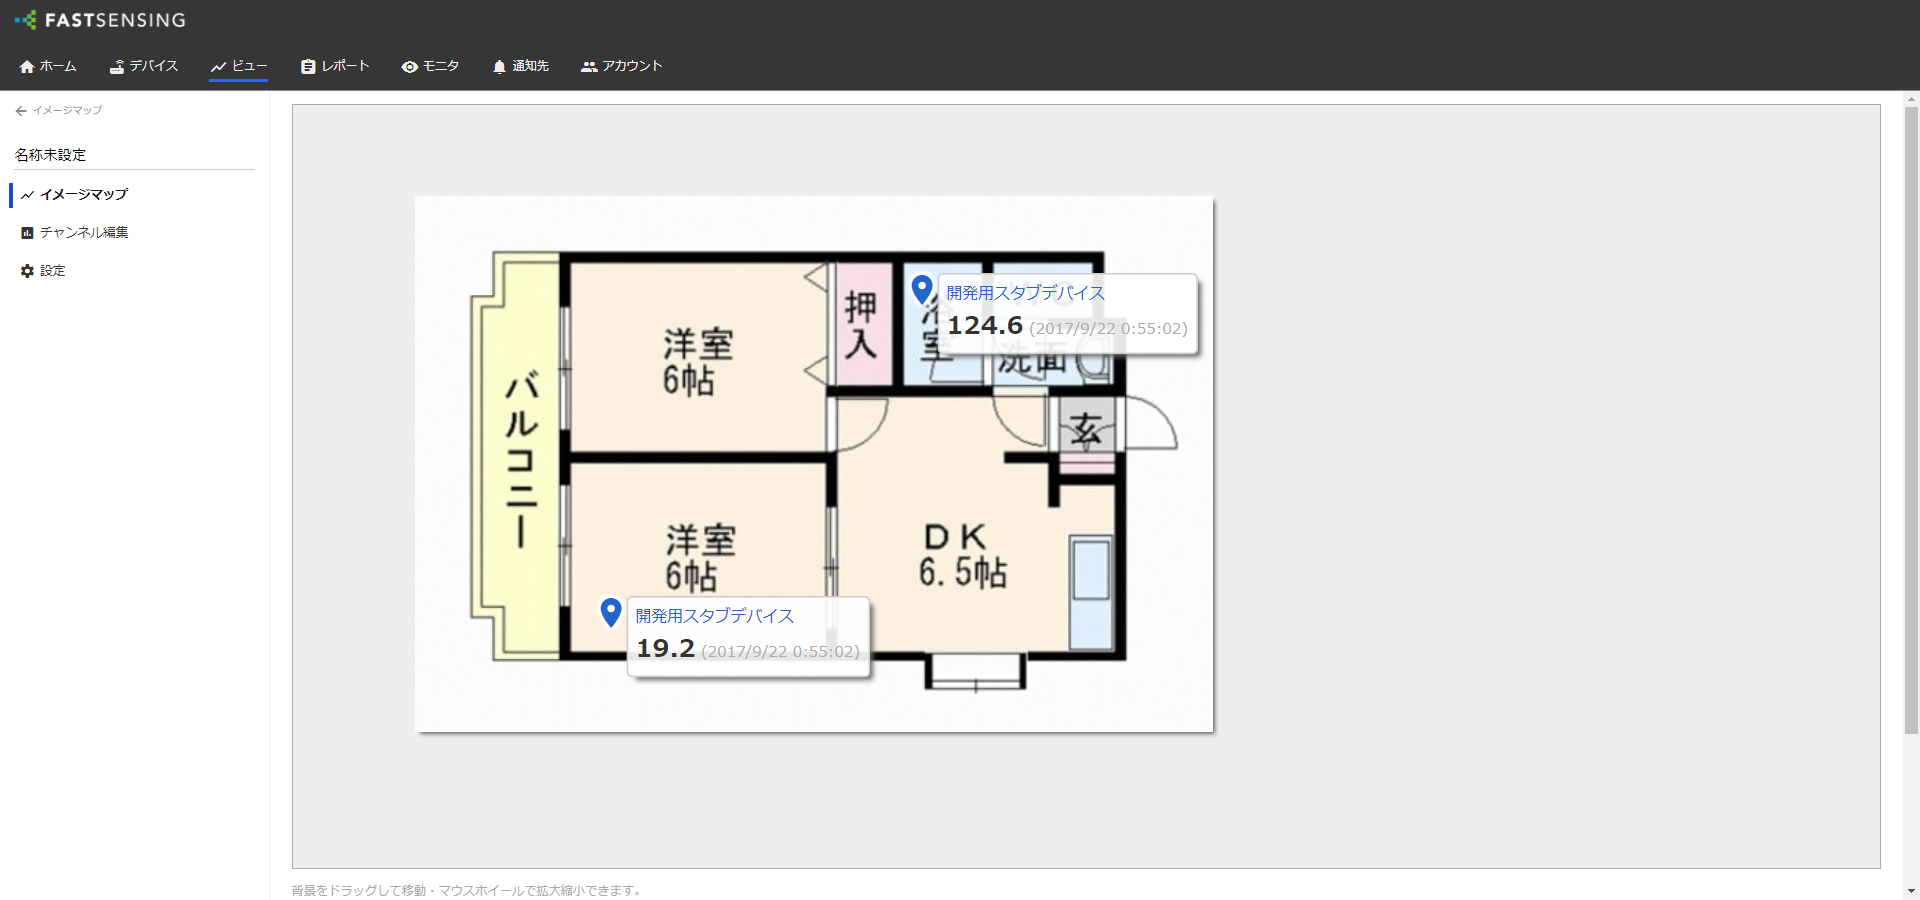 FASTSENSING
ホーム デバイス ビュー レポート モニタ 通知先 アカウント
イメージマップ
名称未設定
イメージマップ
チャンネル編集
設定
バルコニー
洋室
6帖
押入
浴室
開発用スタブデバイス
124.6 (2017/9/22 0:55:02)
洗面
玄
洋室
6帖
DK
6.5帖
開発用スタブデバイス
19.2 (2017/9/22 0:55:02)
背景をドラッグして移動・マウスホイールで拡大縮小できます。